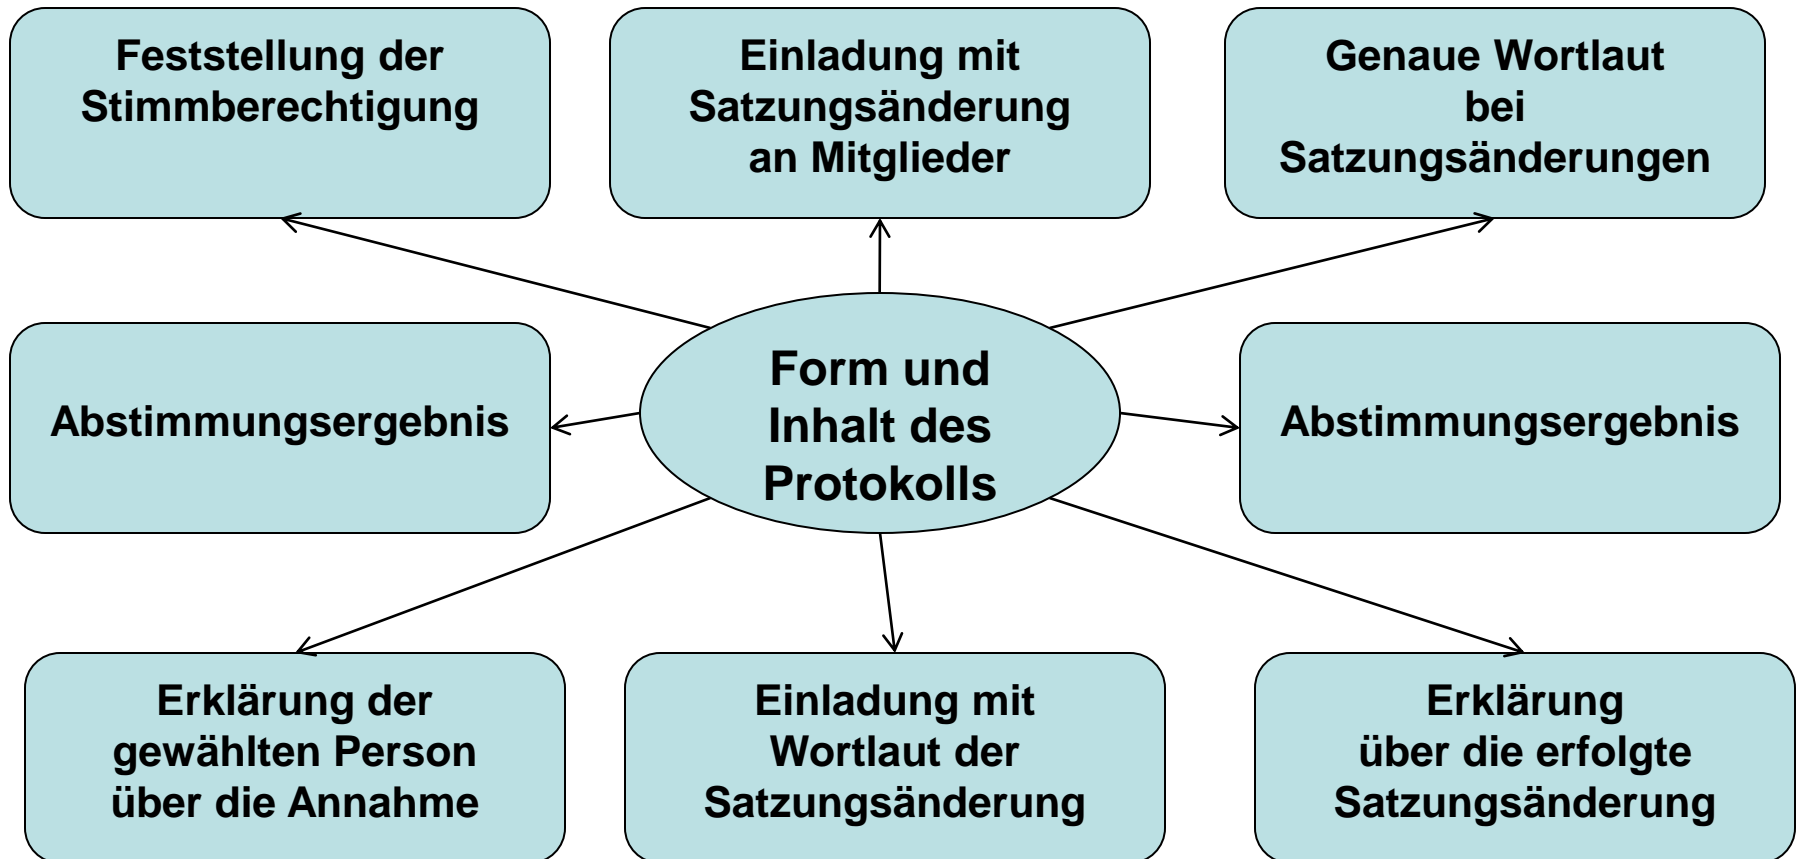 Feststellung der
Stimmberechtigung
Einladung mit
Satzungsänderung
an Mitglieder
Genaue Wortlaut
bei
Satzungsänderungen
Abstimmungsergebnis
Form und
Inhalt des
Protokolls
Abstimmungsergebnis
Erklärung der
gewählten Person
über die Annahme
Einladung mit
Wortlaut der
Satzungsänderung
Erklärung
über die erfolgte
Satzungsänderung